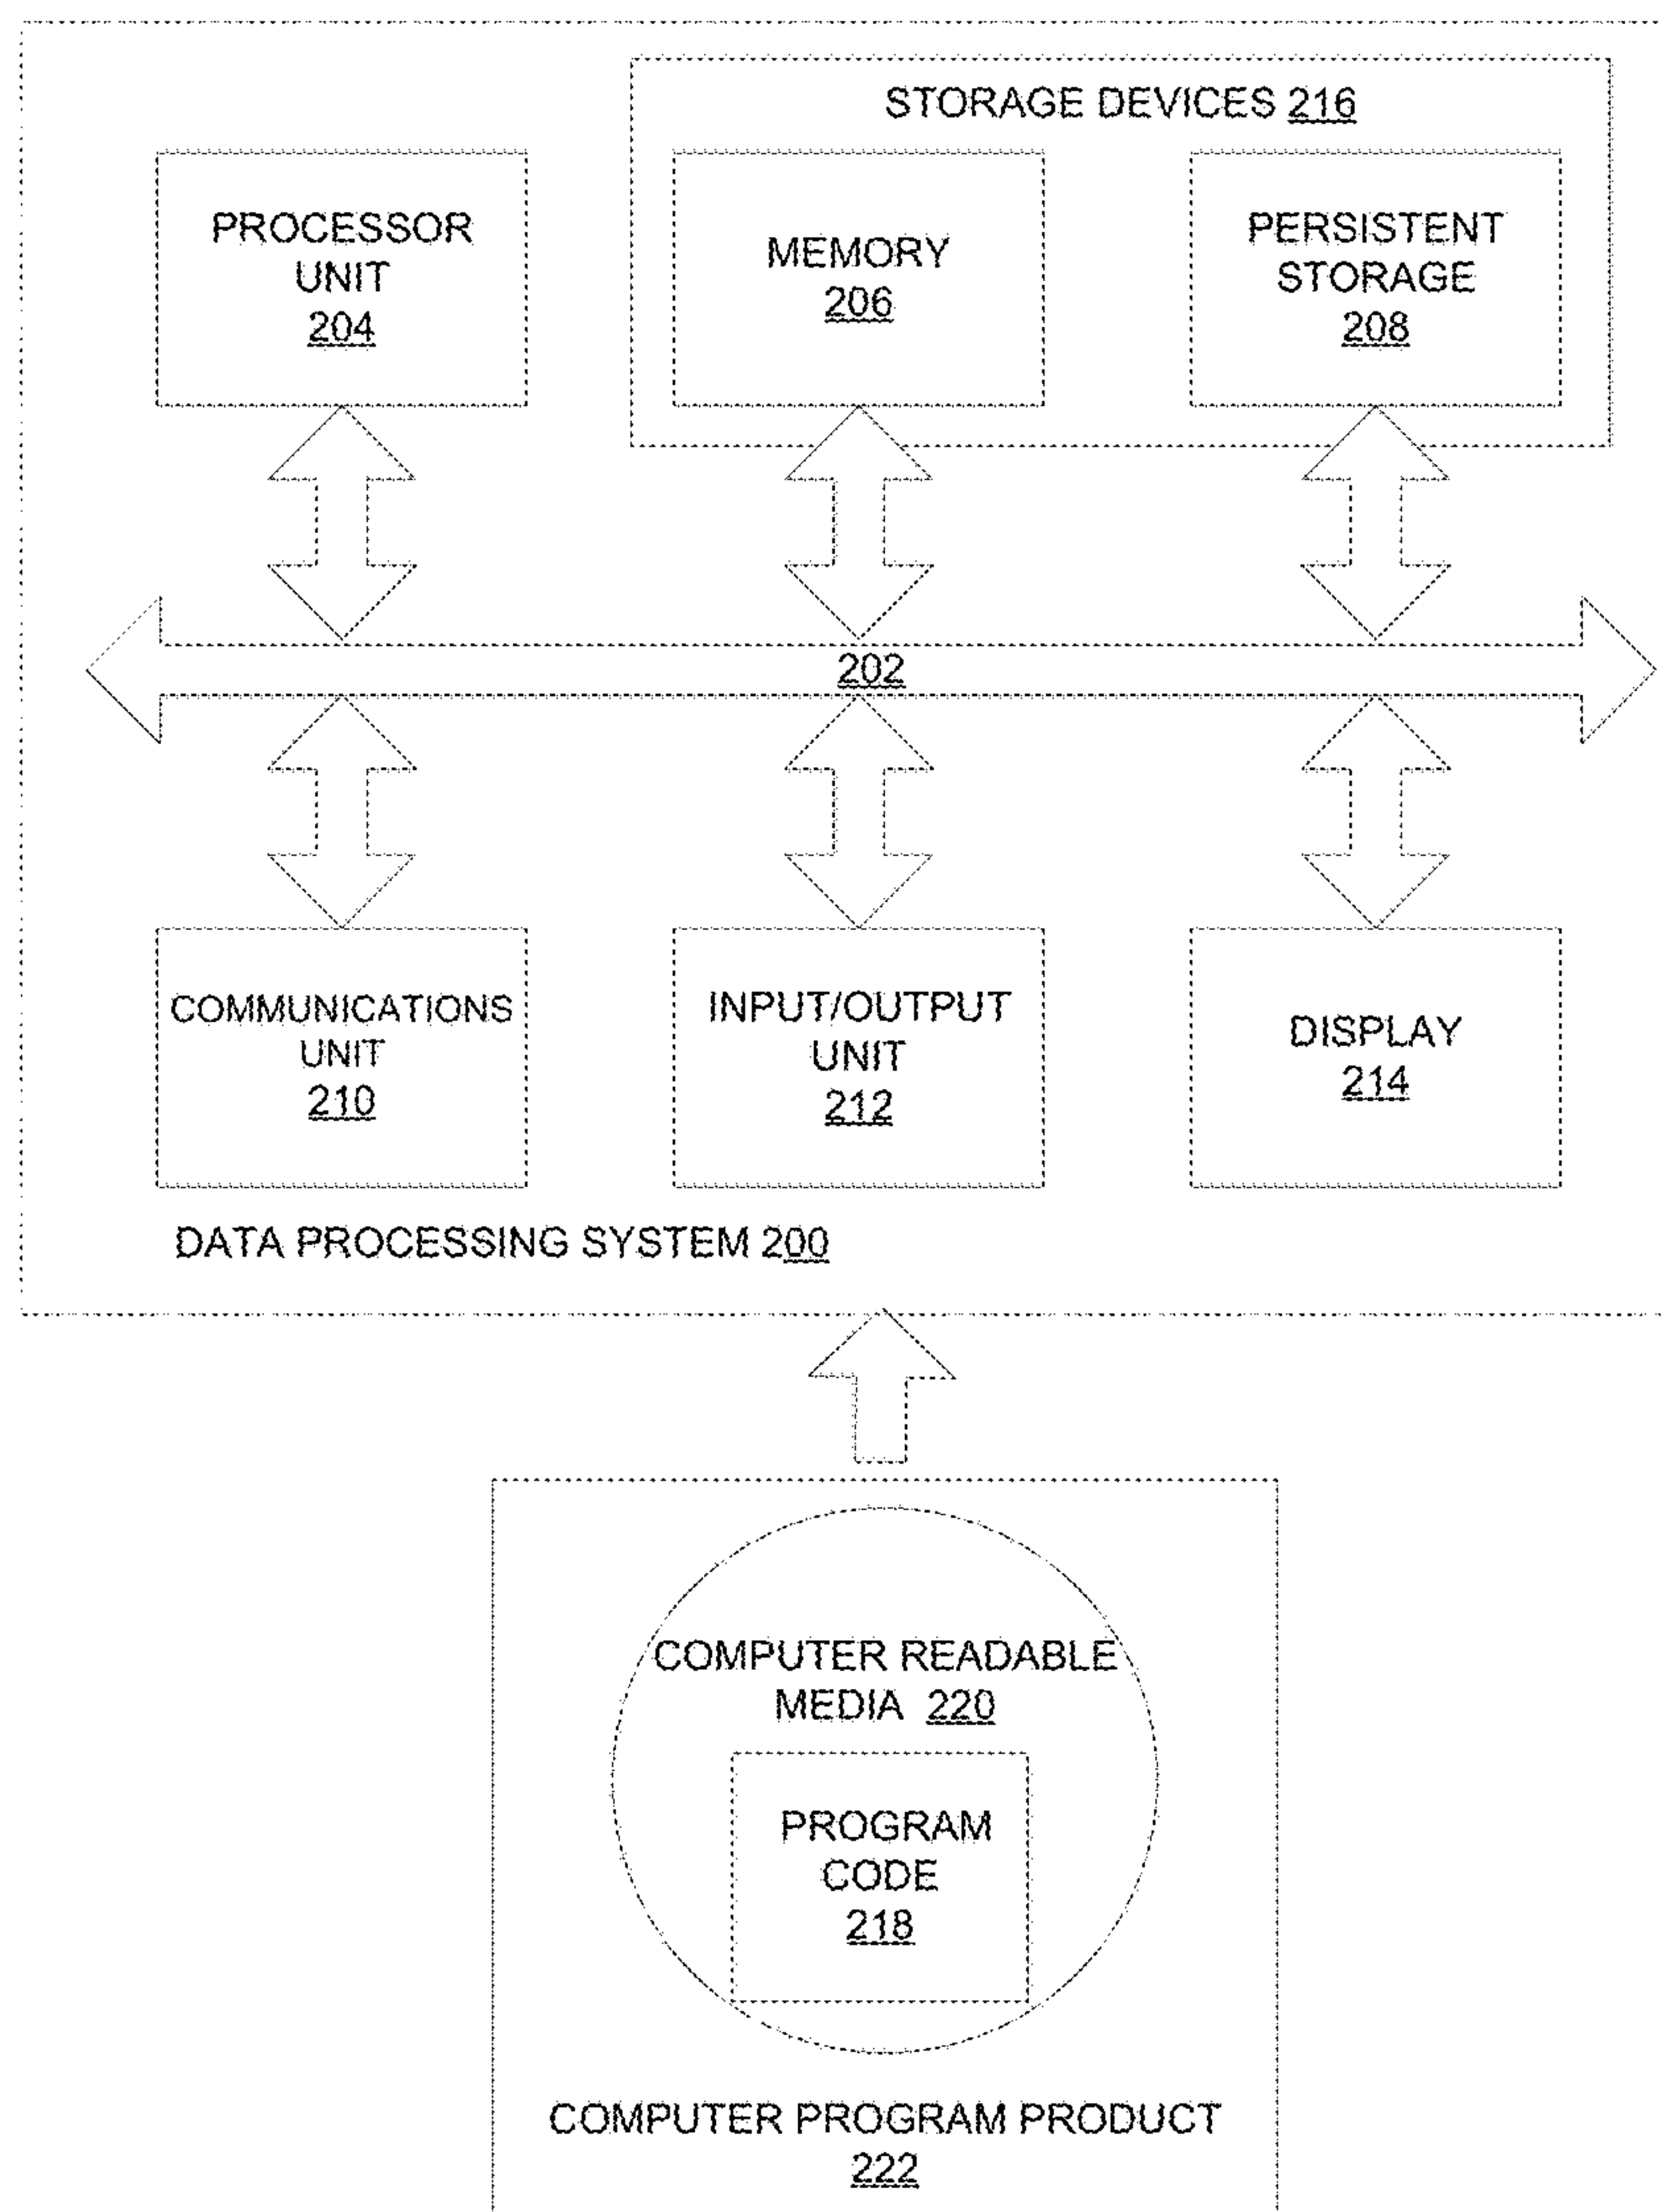 STORAGE DEVICES 216
PROCESSOR
UNIT
204
MEMORY
206
PERSISTENT
STORAGE
208
202
COMMUNICATIONS
UNIT
210
INPUT/OUTPUT
UNIT
212
DISPLAY
214
DATA PROCESSING SYSTEM 200
COMPUTER READABLE
MEDIA 220
PROGRAM
CODE
218
COMPUTER PROGRAM PRODUCT
222